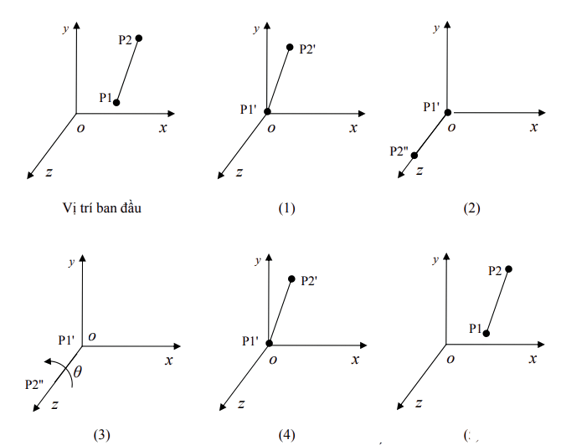 y
P2
P1
o
x
z
Vị trí ban đầu
y
P2'
P1'
o
x
z
(1)
y
P1'
o
x
P2"
z
(2)
y
P1'
o
x
P2"
θ
z
(3)
y
P2'
P1'
o
x
z
(4)
y
P2
P1
o
x
z
(